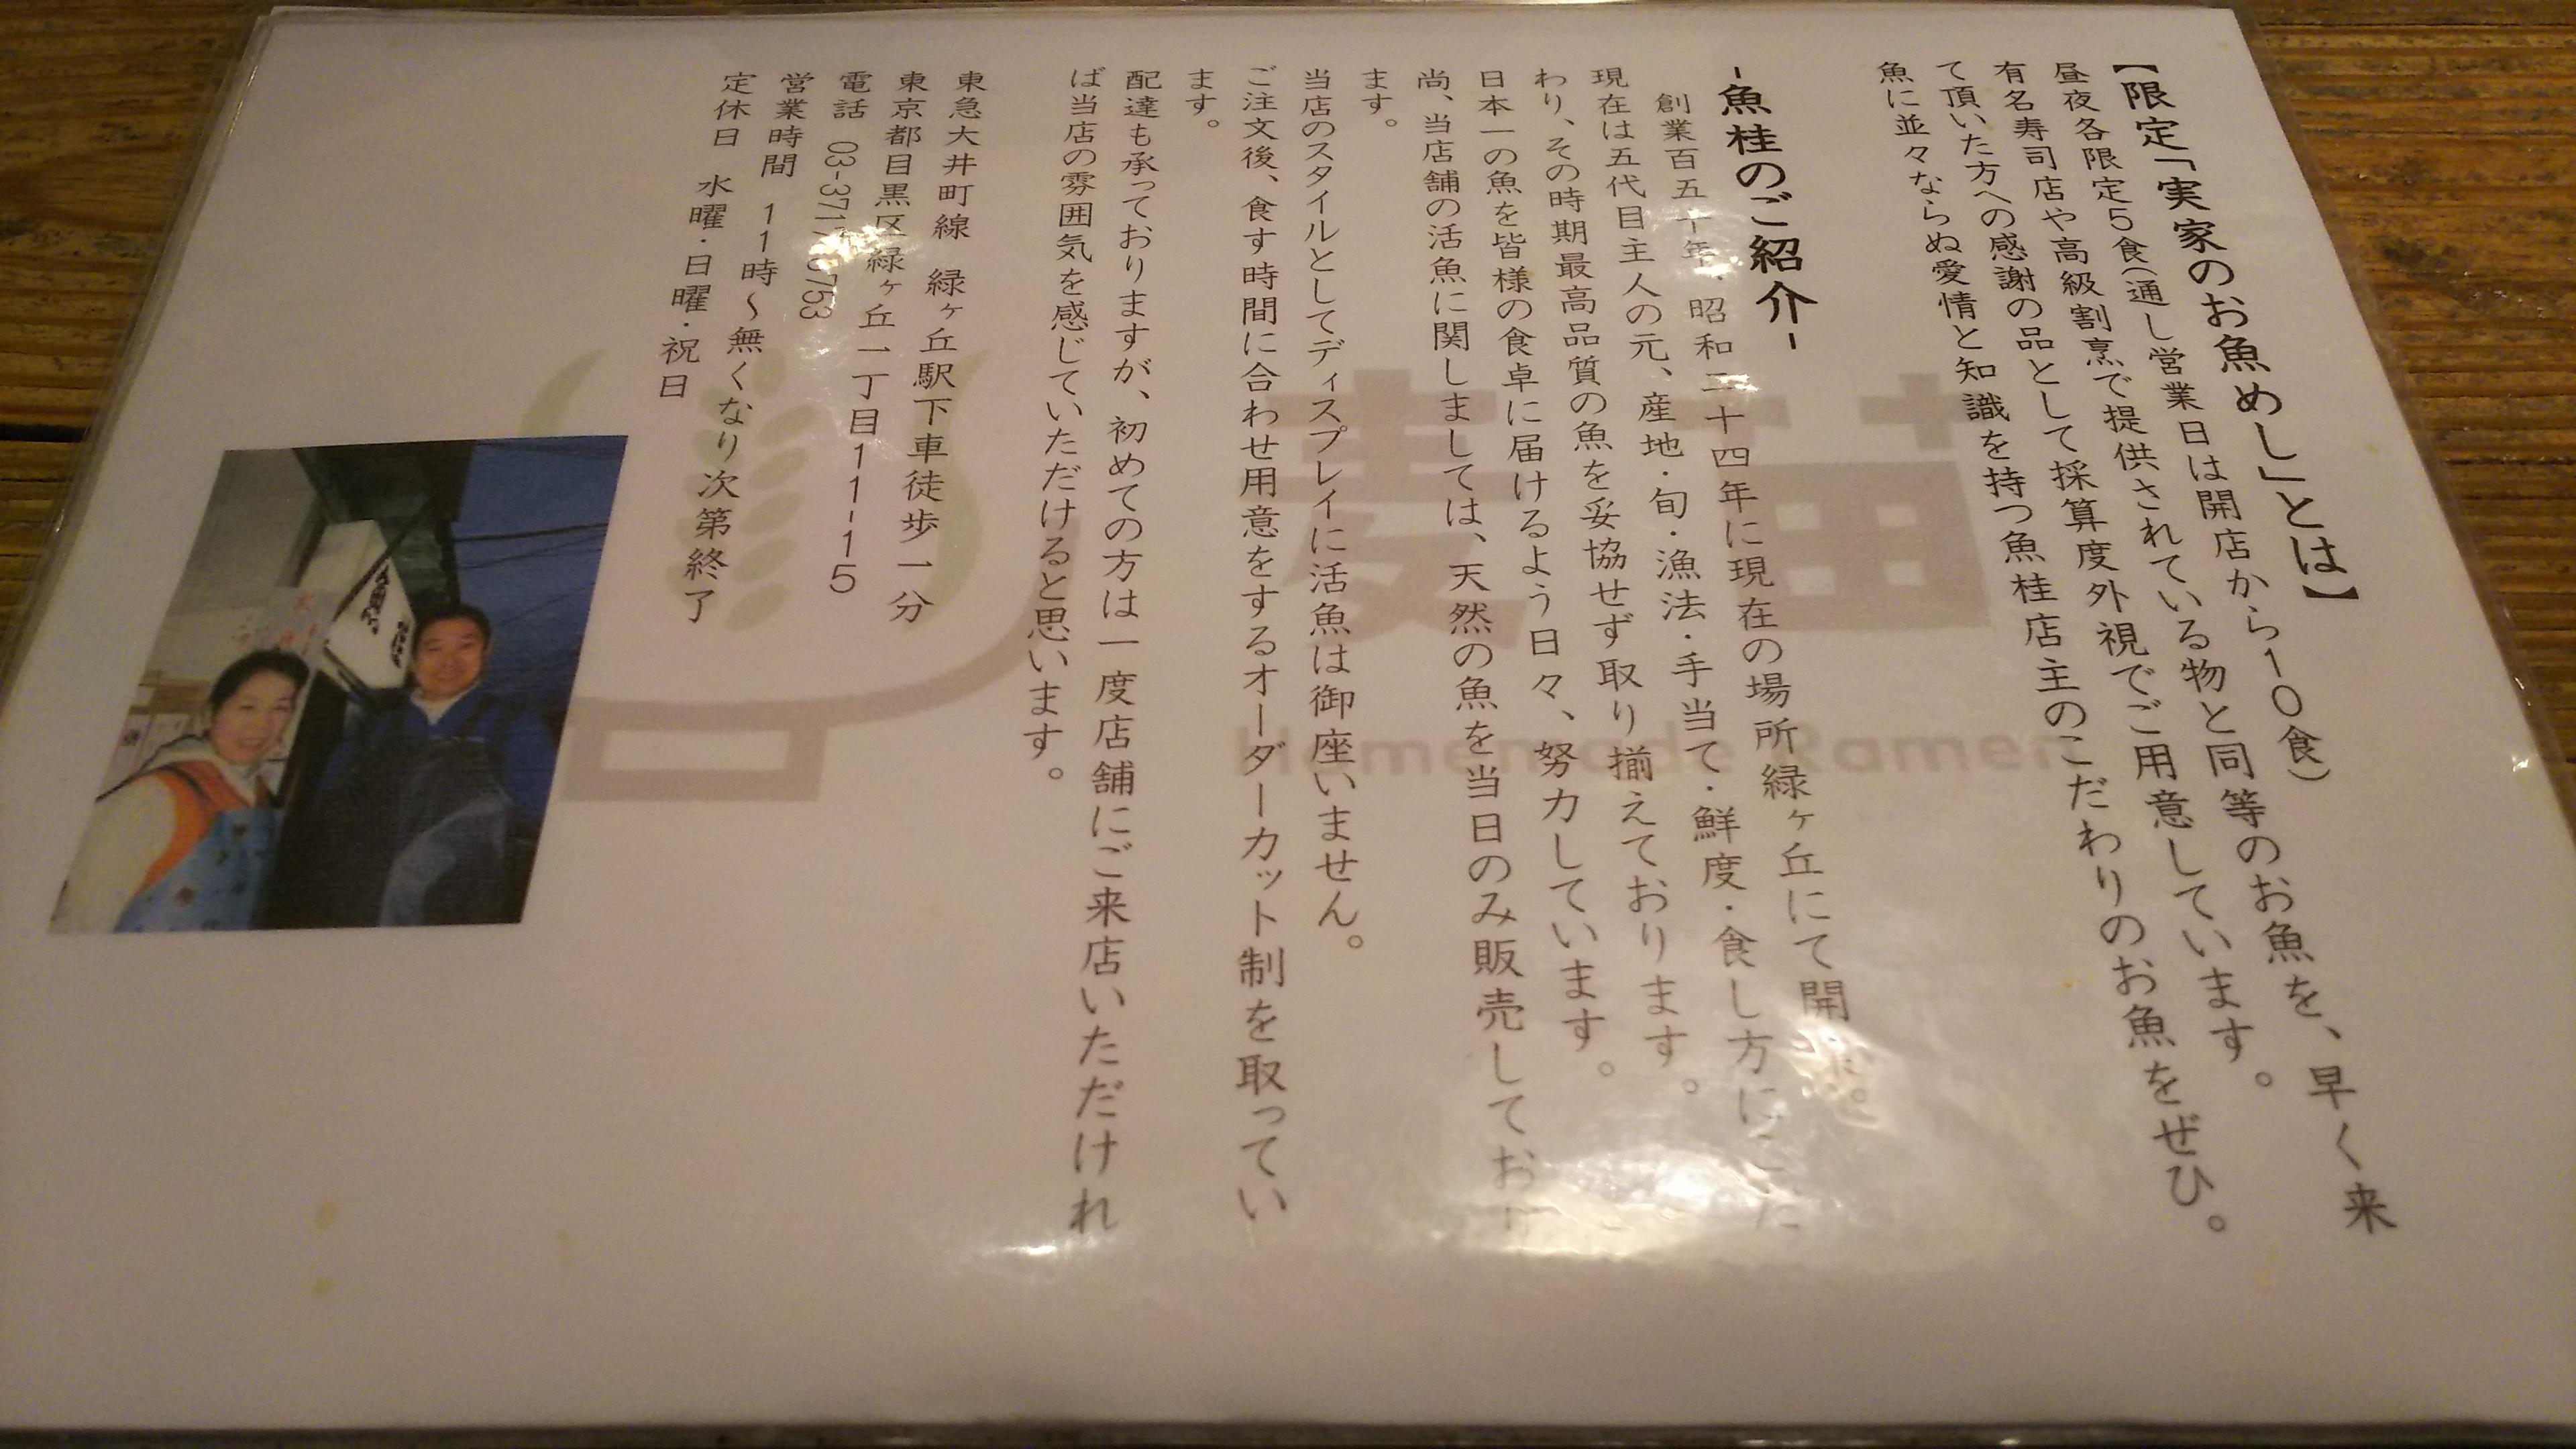 【限定「実家のお魚めし」とは】
昼夜各限定5食(通し営業日は開店から10食)のお魚を、早く来
有名寿司店や高級割烹で提供されている物と同等のお魚を、
て頂いた方への感謝の品として採算度外視でご用意しています。
魚に並々ならぬ愛情と知識を持つ魚桂店主のこだわりのお魚をぜひ。
-魚桂のご紹介-
創業百五十年、昭和二十四年に現在の場所緑ヶ丘にて開
現在は五代目主人の元、産地・旬・漁法・手当て・鮮度・食し方にこだ
わり、その時期最高品質の魚を妥協せず取り揃えております。
日本一の魚を皆様の食卓に届けるよう日々、努力しています。
尚、当店舗の活魚に関しましては、天然の魚を当日のみ販売しており
ます。
当店のスタイルとしてディスプレイに活魚は御座いません。
ご注文後、食す時間に合わせ用意をするオーダーカット制を取ってい
ます。
配達も承っておりますが、初めての方は一度店舗にご来店いただけれ
ば当店の雰囲気を感じていただけると思います。
東急大井町線 緑ヶ丘駅下車徒歩一分
東京都目黒区緑ヶ丘一丁目11-15
電話 03-3717-0753
営業時間 11時～無くなり次第終了
定休日 水曜・日曜・祝日
麦苗
Homemade Ramen